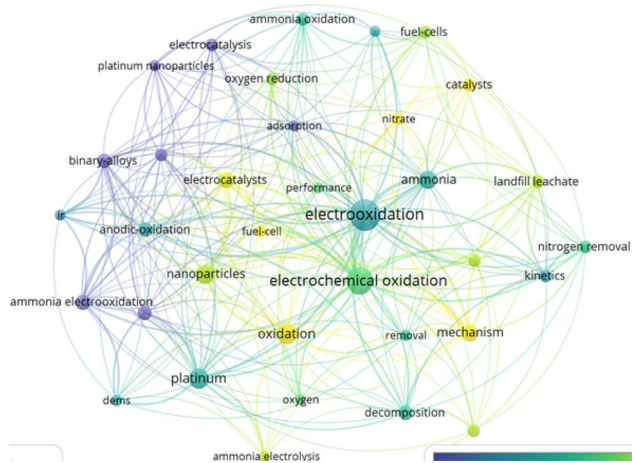 ammonia oxidation
fuel-cells
electrocatalysis
platinum nanoparticles
oxygen reduction
catalysts
nitrate
adsorption
binary-alloys
electrocatalysts
performance
ammonia
landfill leachate
ir
electrooxidation
anodic-oxidation
fuel-cell
nitrogen removal
nanoparticles
electrochemical oxidation
kinetics
ammonia electrooxidation
oxidation
removal
mechanism
platinum
dems
oxygen
decomposition
ammonia electrolysis